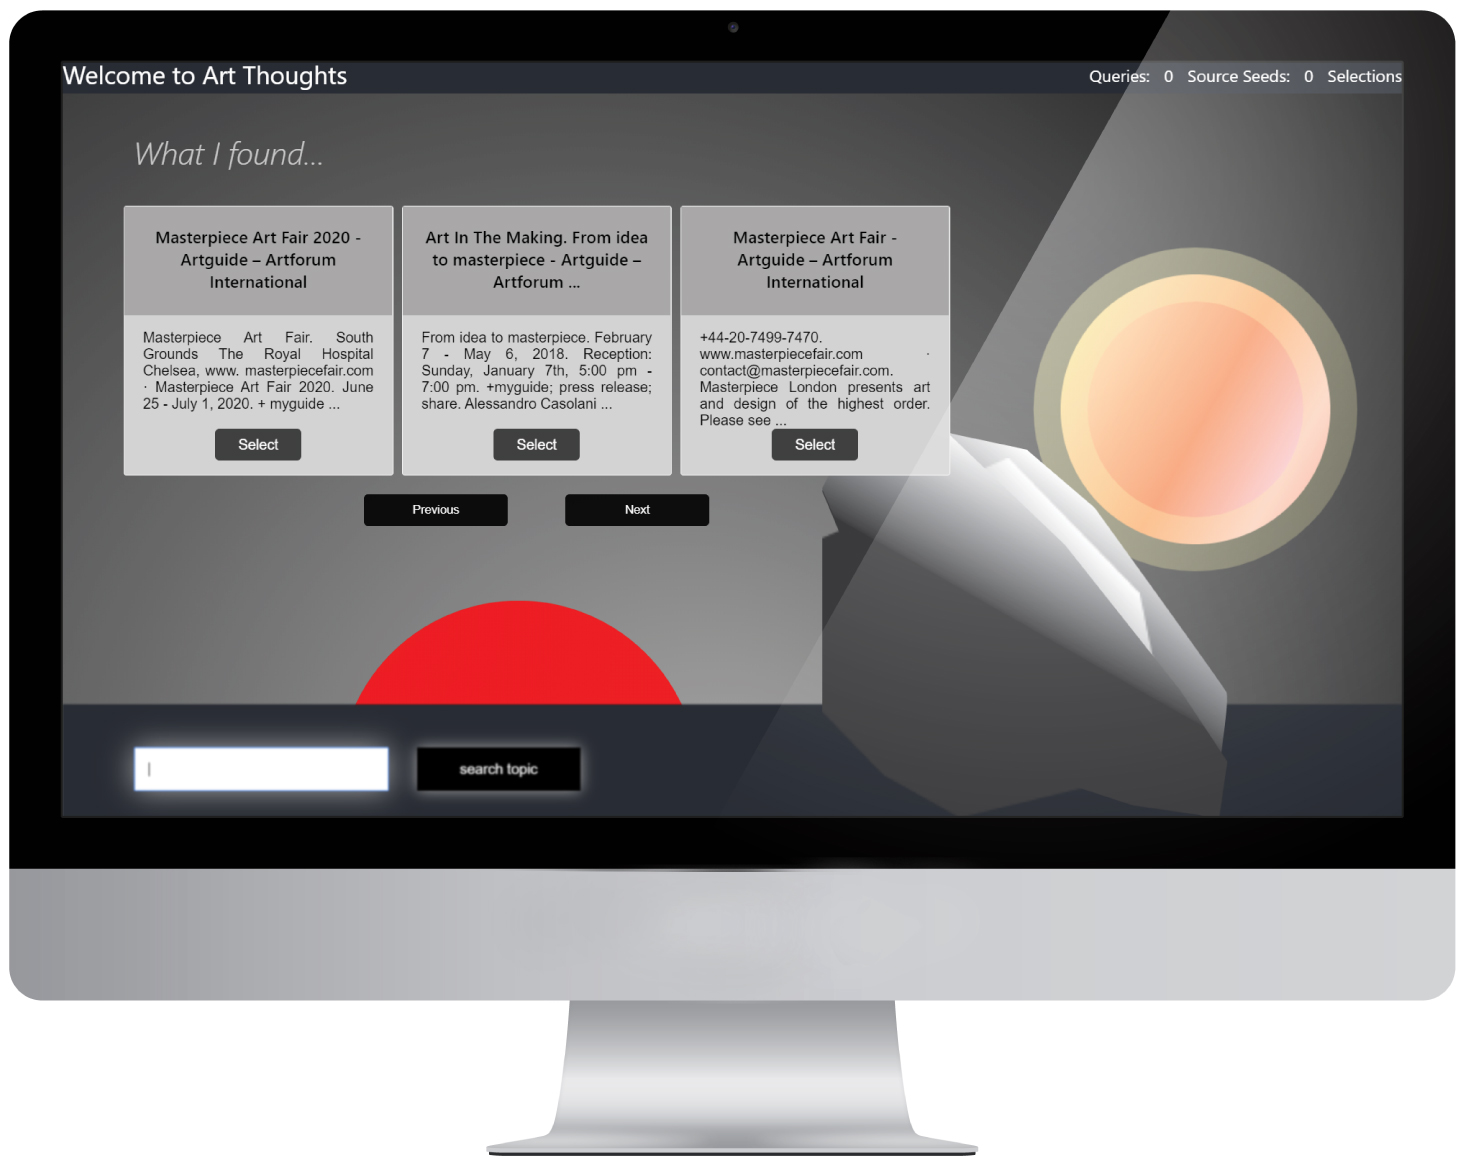 Welcome to Art Thoughts
Queries: 0 Source Seeds: 0 Selections
What I found...
Masterpiece Art Fair 2020 -
Artguide – Artforum
International
Masterpiece Art Fair. South
Grounds The Royal Hospital
Chelsea, www. masterpiecefair.com
· Masterpiece Art Fair 2020. June
25 - July 1, 2020. + myguide ...
Select
Art In The Making. From idea
to masterpiece - Artguide –
Artforum ...
From idea to masterpiece. February
7 - May 6, 2018. Reception:
Sunday, January 7th, 5:00 pm -
7:00 pm. +myguide; press release;
share. Alessandro Casolani ...
Select
Masterpiece Art Fair -
Artguide – Artforum
International
+44-20-7499-7470.
www.masterpiecefair.com ·
contact@masterpiecefair.com.
Masterpiece London presents art
and design of the highest order.
Please see ...
Select
Previous
Next
search topic